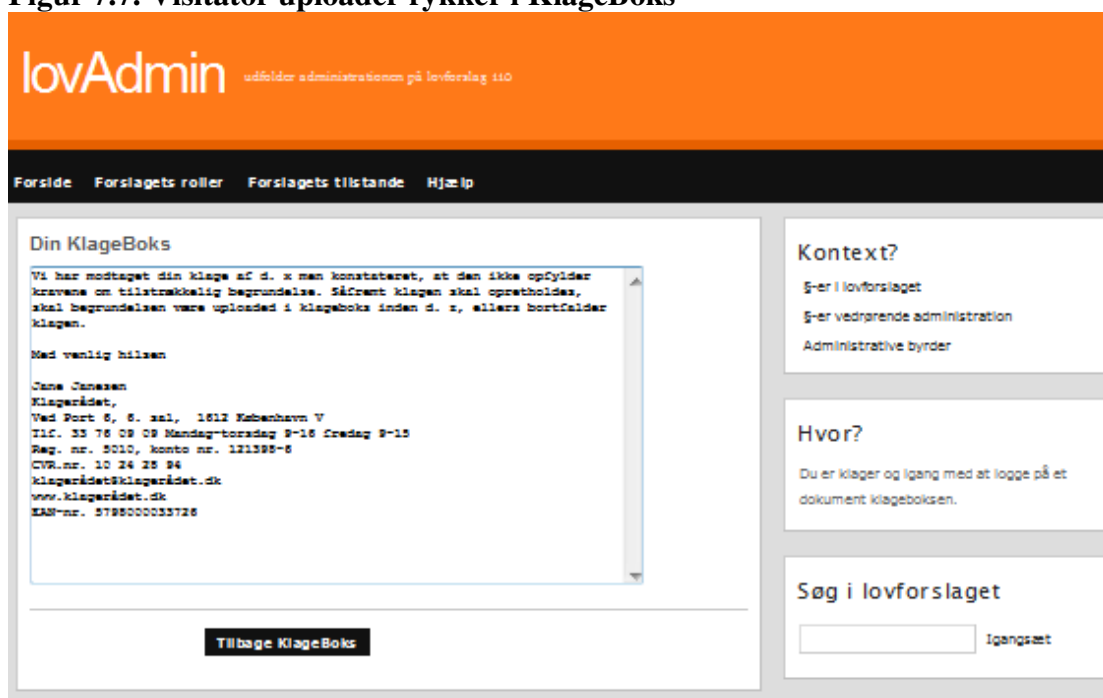 Figur 7.7. Visitator uploader rykker i KlageBoks
lovAdmin udfolder administrationen på lovforslag 110
Forside Forslagets roller Forslagets tilstande Hjælp
Din KlageBoks
Vi har modtaget din klage af d. x men konstateret, at den ikke opfylder
kravene om tilstrækkelig begrundelse. Såfremt klagen skal opretholdes,
skal begrundelsen være uploaded i klageboks inden d. z, ellers bortfalder
klagen.
Med venlig hilsen
Jane Janesen
Klagerådet,
Ved Port 6, 6. sal, 1612 København V
Tlf. 33 76 09 09 Mandag-torsdag 9-16 fredag 9-15
Reg. nr. 5010, konto nr. 121398-6
CVR.nr. 10 24 28 94
klagerådet@klagerådet.dk
www.klagerådet.dk
EAN-nr. 5798000033726
Tilbage KlageBoks
Kontext?
§-er i lovforslaget
§-er vedrørende administration
Administrative byrder
Hvor?
Du er klager og igang med at logge på et
dokument klageboksen.
Søg i lovforslaget
Igangsæt